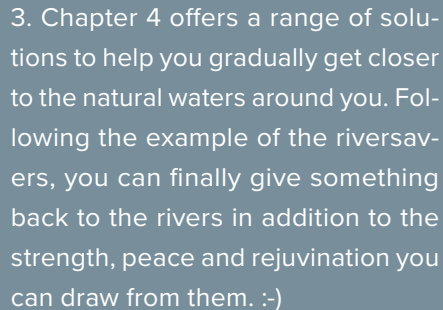 3. Chapter 4 offers a range of solu-
tions to help you gradually get closer
to the natural waters around you. Fol-
lowing the example of the riversav-
ers, you can finally give something
back to the rivers in addition to the
strength, peace and rejuvination you
can draw from them. :-)